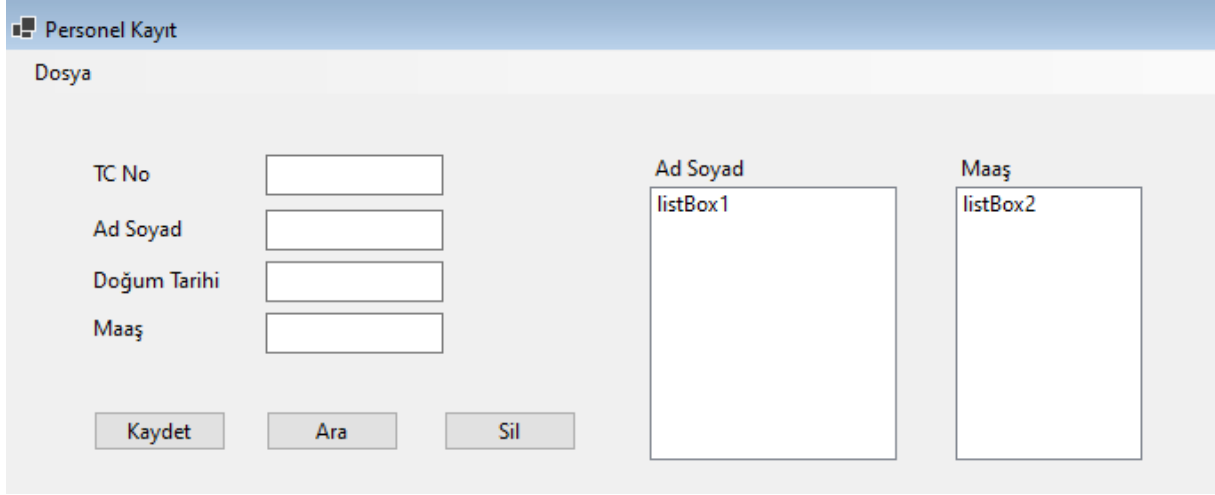 Personel Kayıt
Dosya
TC No
Ad Soyad
Doğum Tarihi
Maaş
Kaydet
Ara
Sil
Ad Soyad
listBox1
Maaş
listBox2